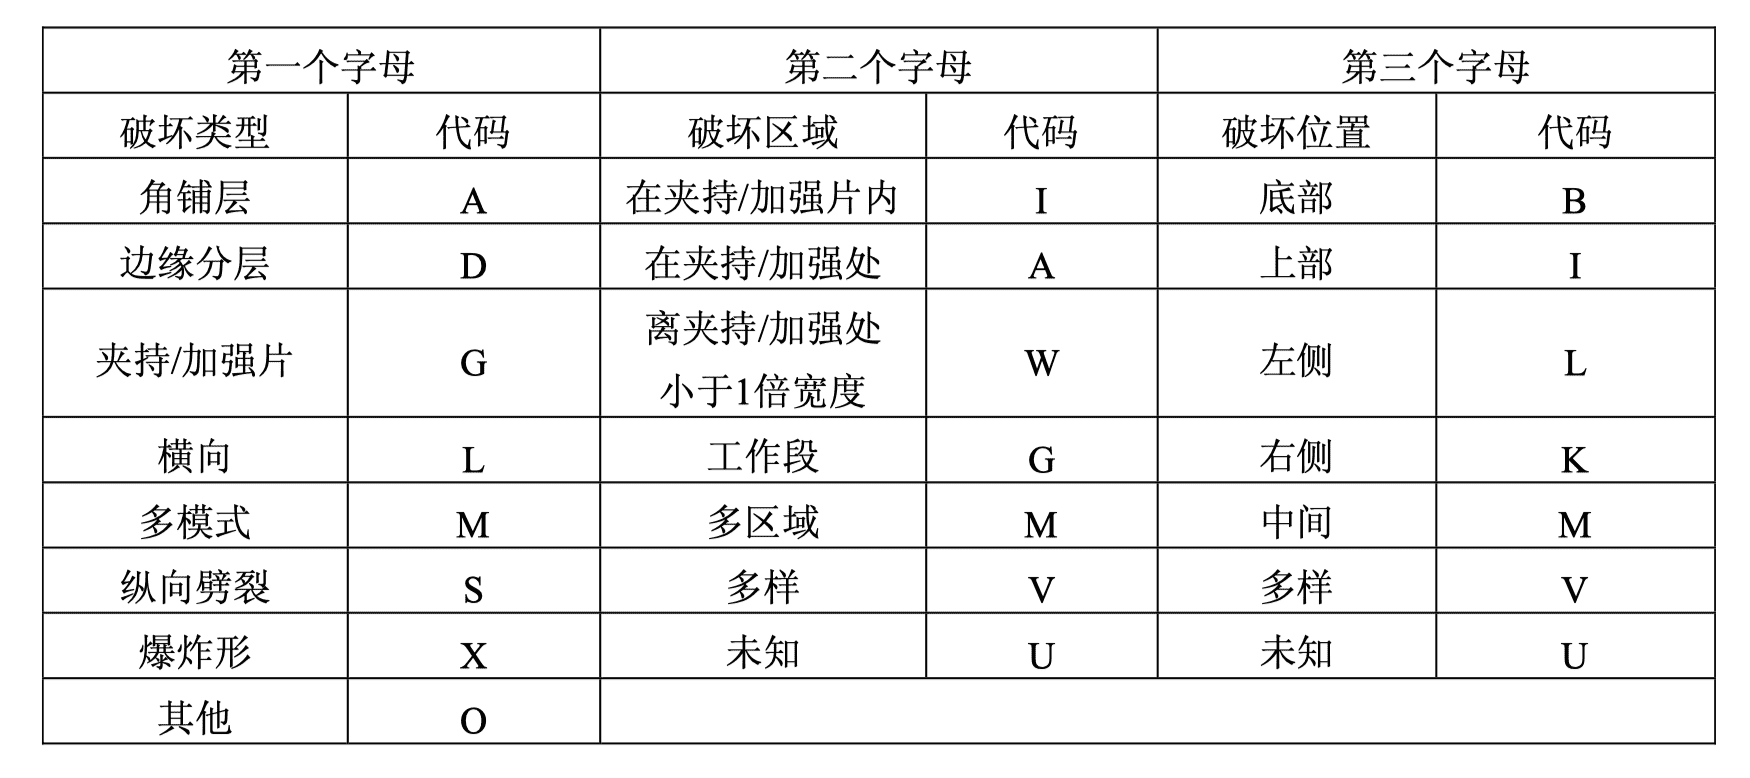 第一个字母 第二个字母 第三个字母
破坏类型 代码 破坏区域 代码 破坏位置 代码
角铺层 A 在夹持/加强片内 I 底部 B
边缘分层 D 在夹持/加强处 A 上部 I
夹持/加强片 G 离夹持/加强处 W 左侧 L
小于1倍宽度
横向 L 工作段 G 右侧 K
多模式 M 多区域 M 中间 M
纵向劈裂 S 多样 V 多样 V
爆炸形 X 未知 U 未知 U
其他 O